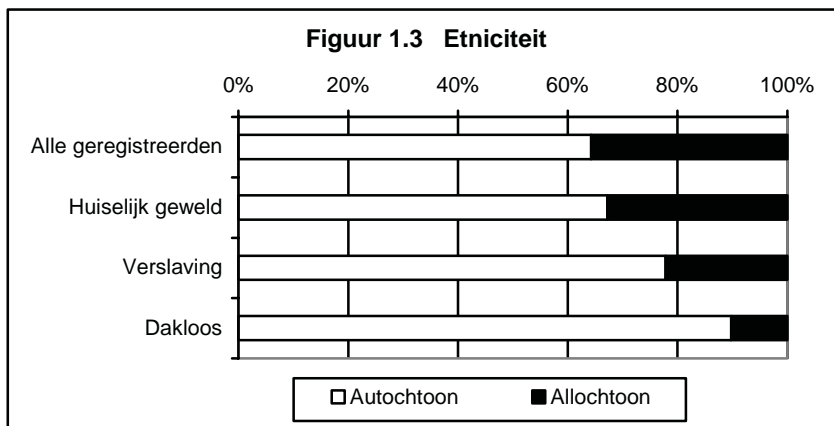 Figuur 1.3 Etniciteit
0% 20% 40% 60% 80% 100%
Alle geregistreerden
Huiselijk geweld
Verslaving
Dakloos
Autochtoon Allochtoon